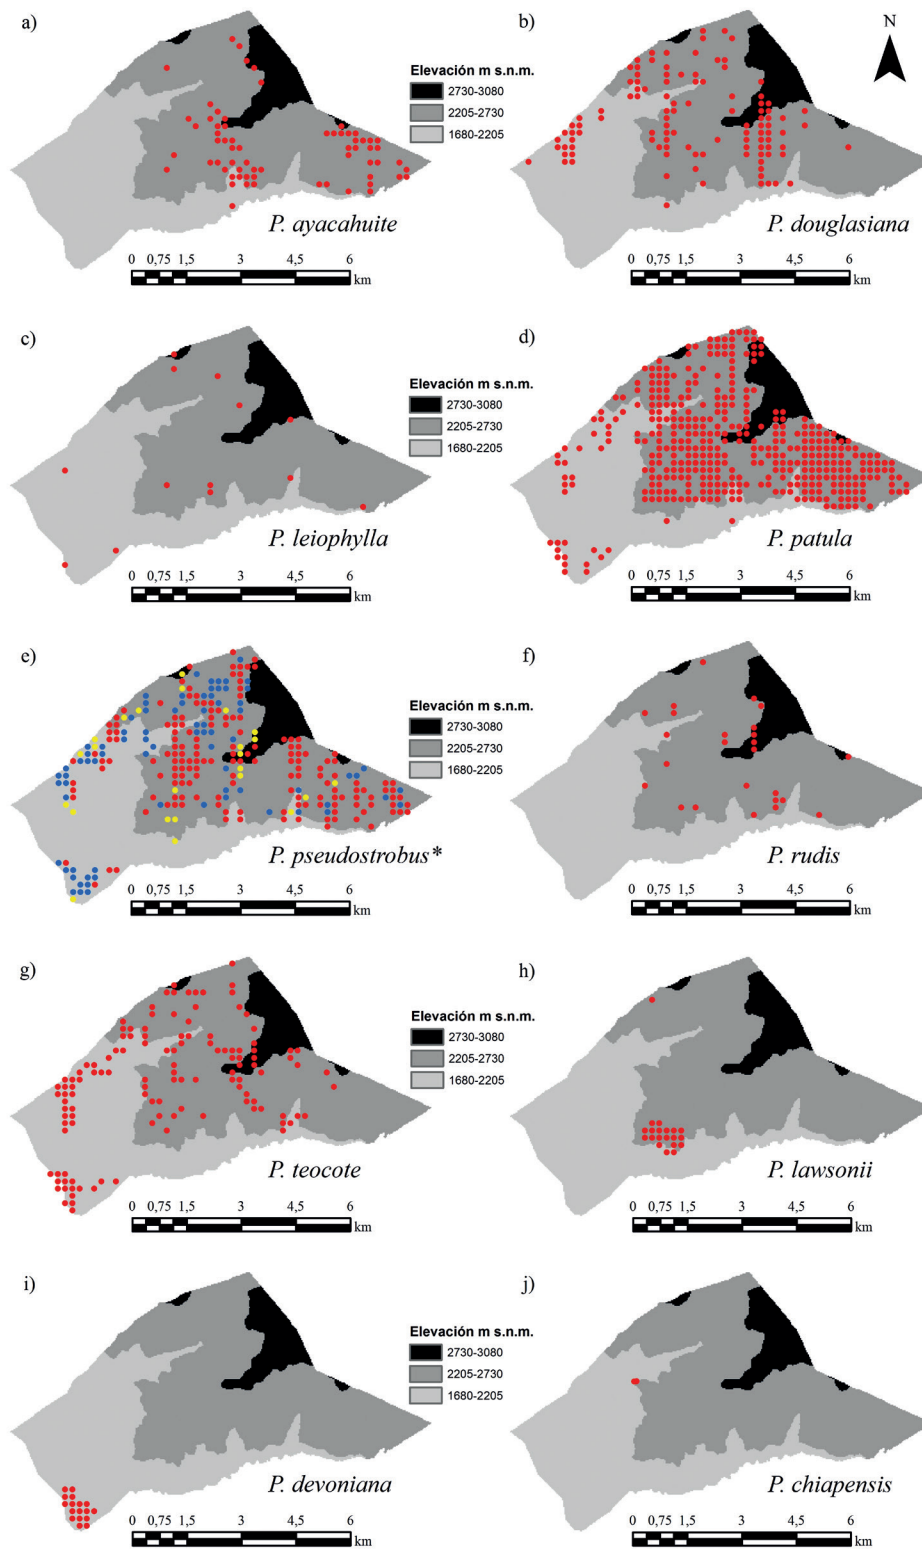 a)
b)
N
Elevación m s.n.m.
2730-3080
2205-2730
1680-2205
P. ayacahuite
P. douglasiana
0 0,75 1,5 3 4,5 6
km
0 0,75 1,5 3 4,5 6
km
c)
d)
Elevación m s.n.m.
2730-3080
2205-2730
1680-2205
P. leiophylla
P. patula
0 0,75 1,5 3 4,5 6
km
0 0,75 1,5 3 4,5 6
km
e)
f)
Elevación m s.n.m.
2730-3080
2205-2730
1680-2205
P. pseudostrobus*
P. rudis
0 0,75 1,5 3 4,5 6
km
0 0,75 1,5 3 4,5 6
km
g)
h)
Elevación m s.n.m.
2730-3080
2205-2730
1680-2205
P. teocote
P. lawsonii
0 0,75 1,5 3 4,5 6
km
0 0,75 1,5 3 4,5 6
km
i)
j)
Elevación m s.n.m.
2730-3080
2205-2730
1680-2205
P. devoniana
P. chiapensis
0 0,75 1,5 3 4,5 6
km
0 0,75 1,5 3 4,5 6
km